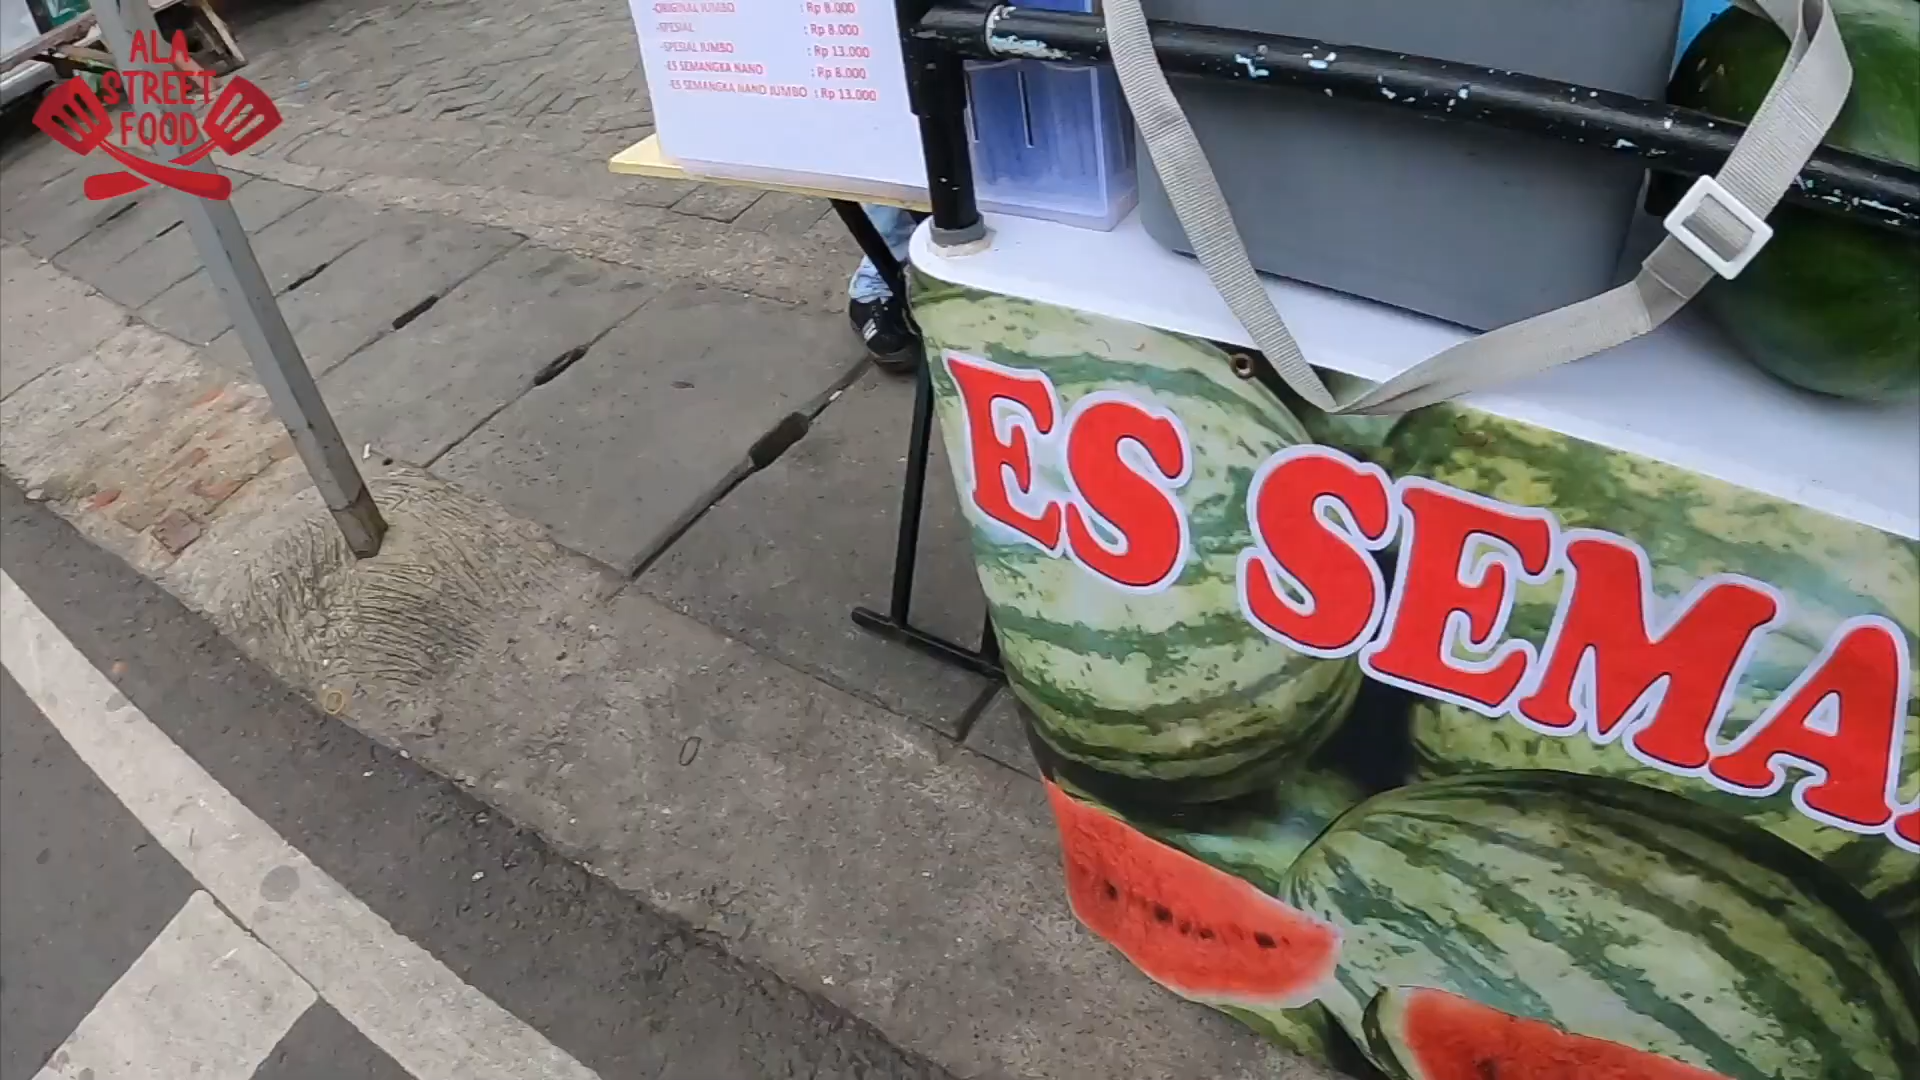 ALA
STREET
FOOD
-ORIGINAL JUMBO : Rp 8.000
-SPESIAL : Rp 8.000
-SPESIAL JUMBO : Rp 13.000
-ES SEMANGKA NANO : Rp 8.000
-ES SEMANGKA NANO JUMBO : Rp 13.000
ES SEMA